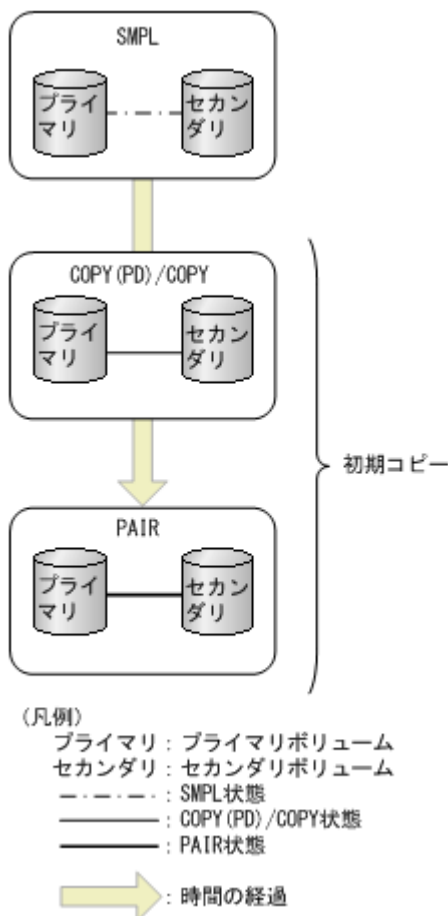 SMPL
プライ
マリ
セカン
ダリ
COPY(PD)/COPY
プライ
マリ
セカン
ダリ
初期コピー
PAIR
プライ
マリ
セカン
ダリ
(凡例)
プライマリ:プライマリボリューム
セカンダリ:セカンダリボリューム
:SMPL状態
:COPY(PD)/COPY状態
:PAIR状態
:時間の経過